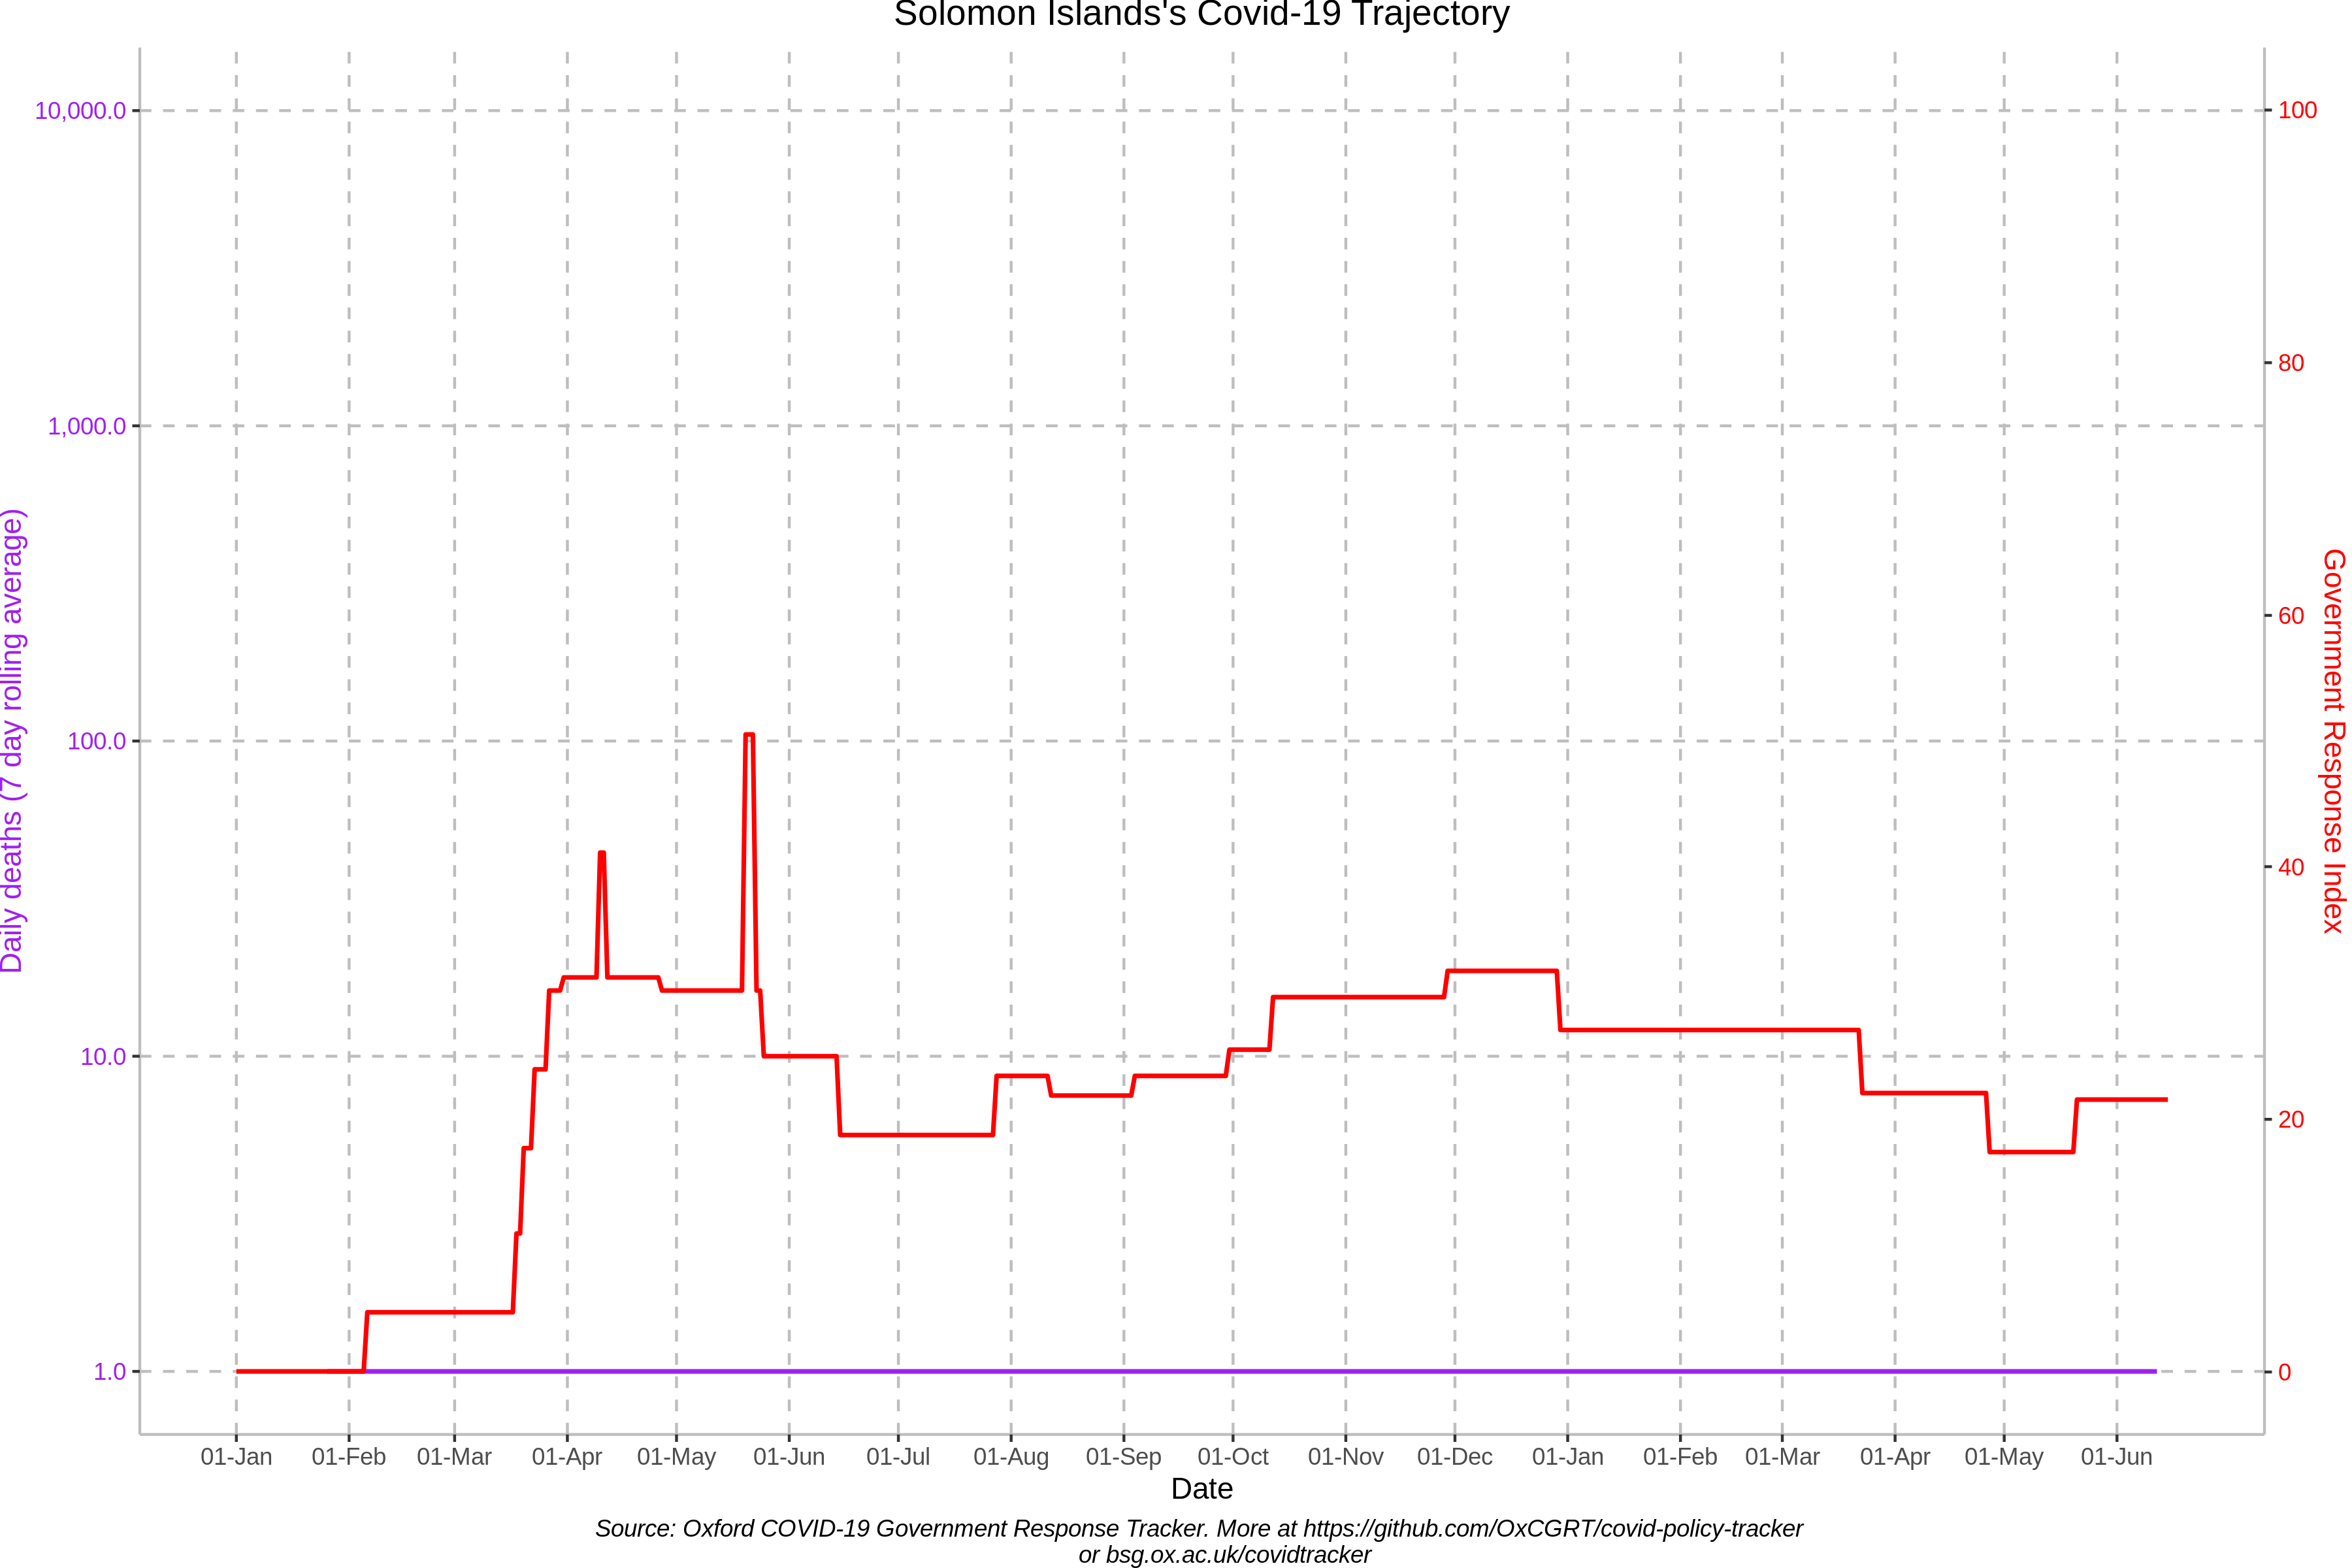 Solomon Islands's Covid-19 Trajectory
10,000.0
1,000.0
100.0
10.0
1.0
Daily deaths (7 day rolling average)
100
80
60
40
20
0
Government Response Index
01-Jan 01-Feb 01-Mar 01-Apr 01-May 01-Jun 01-Jul 01-Aug 01-Sep 01-Oct 01-Nov 01-Dec 01-Jan 01-Feb 01-Mar 01-Apr 01-May 01-Jun
Date
Source: Oxford COVID-19 Government Response Tracker. More at https://github.com/OxCGRT/covid-policy-tracker
or bsg.ox.ac.uk/covidtracker